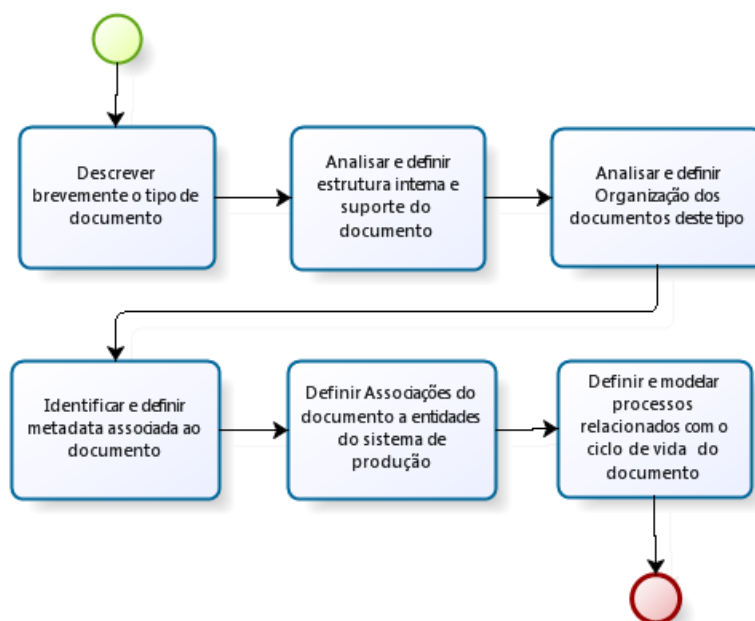 Descrever
brevemente o tipo de
documento
Analisar e definir
estrutura interna e
suporte do
documento
Analisar e definir
Organização dos
documentos deste tipo
Identificar e definir
metadata associada ao
documento
Definir Associações do
documento a entidades
do sistema de
produção
Definir e modelar
processos
relacionados com o
ciclo de vida do
documento